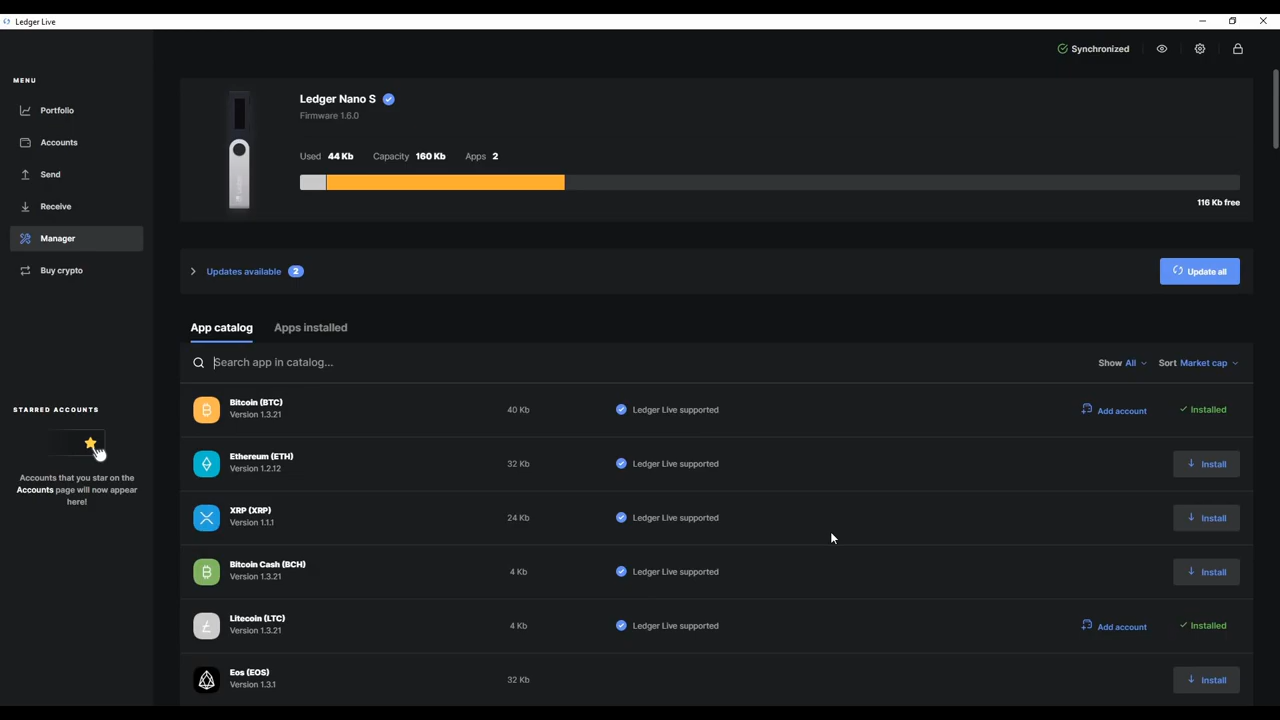 Ledger Live
Synchronized
MENU
Portfolio
Accounts
Send
Receive
Manager
Buy crypto
STARRED ACCOUNTS
Accounts that you star on the
Accounts page will now appear
here!
Ledger Nano S
Firmware 1.6.0
Used 44 Kb Capacity 160 Kb Apps 2
116 Kb free
Updates available 2
Update all
App catalog Apps installed
Search app in catalog...
Show All Sort Market cap
Bitcoin (BTC)
Version 1.3.21
40 Kb
Ledger Live supported
Add account
Installed
Ethereum (ETH)
Version 1.2.12
32 Kb
Ledger Live supported
Install
XRP (XRP)
Version 1.1.1
24 Kb
Ledger Live supported
Install
Bitcoin Cash (BCH)
Version 1.3.21
4 Kb
Ledger Live supported
Install
Litecoin (LTC)
Version 1.3.21
4 Kb
Ledger Live supported
Add account
Installed
Eos (EOS)
Version 1.3.1
32 Kb
Install